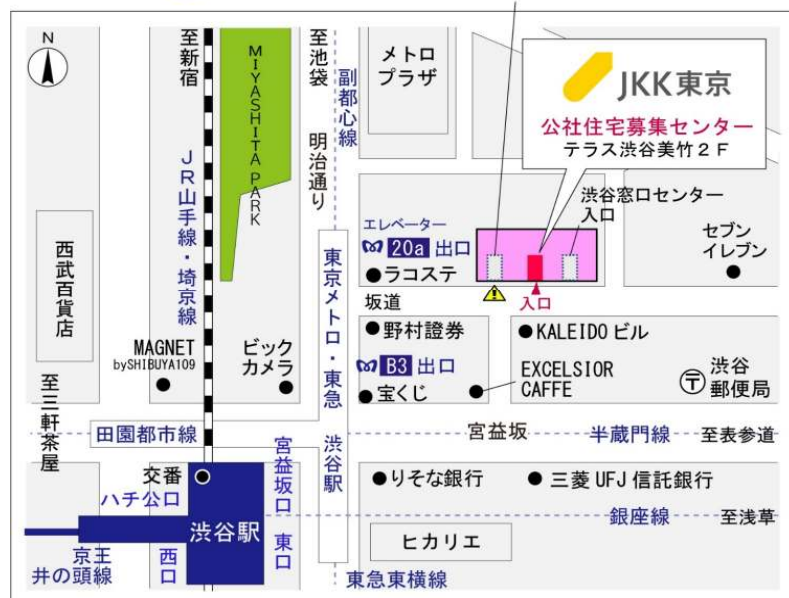 N
至新宿
MIYASHITA PARK
至池袋
副都心線
明治通り
メトロ
プラザ
JKK東京
公社住宅募集センター
テラス渋谷美竹2F
渋谷窓口センター
入口
セブン
イレブン
JR山手線・埼京線
西武百貨店
エレベーター
20a 出口
ラコステ
入口
坂道
東京メトロ・東急 渋谷駅
野村證券
KALEIDO ビル
MAGNET
bySHIBUYA109
ビック
カメラ
B3 出口
宝くじ
EXCELSIOR
CAFFE
〒
渋谷
郵便局
至三軒茶屋
田園都市線
宮益坂
半蔵門線
至表参道
交番
ハチ公口
宮益坂口
りそな銀行
三菱UFJ信託銀行
渋谷駅
銀座線
至浅草
京王
井の頭線
西口
東口
ヒカリエ
東急東横線